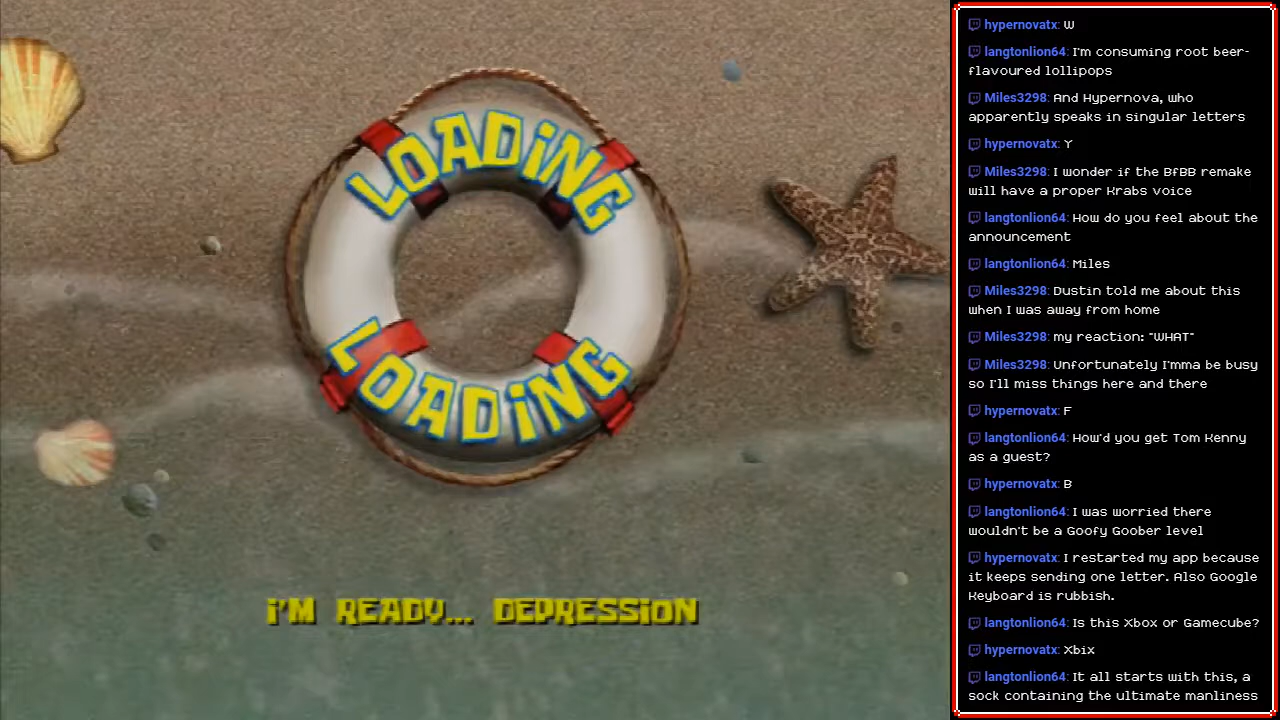 LOADING
LOADING
I'M READY... DEPRESSION
hypernovatx: W
langtonlion64: I'm consuming root beer-
flavoured lollipops
Miles3298: And Hypernova, who
apparently speaks in singular letters
hypernovatx: Y
Miles3298: I wonder if the BfBB remake
will have a proper Krabs voice
langtonlion64: How do you feel about the
announcement
langtonlion64: Miles
Miles3298: Dustin told me about this
when I was away from home
Miles3298: my reaction: "WHAT"
Miles3298: Unfortunately I'mma be busy
so I'll miss things here and there
hypernovatx: F
langtonlion64: How'd you get Tom Kenny
as a guest?
hypernovatx: B
langtonlion64: I was worried there
wouldn't be a Goofy Goober level
hypernovatx: I restarted my app because
it keeps sending one letter. Also Google
Keyboard is rubbish.
langtonlion64: Is this Xbox or Gamecube?
hypernovatx: Xbix
langtonlion64: It all starts with this, a
sock containing the ultimate manliness